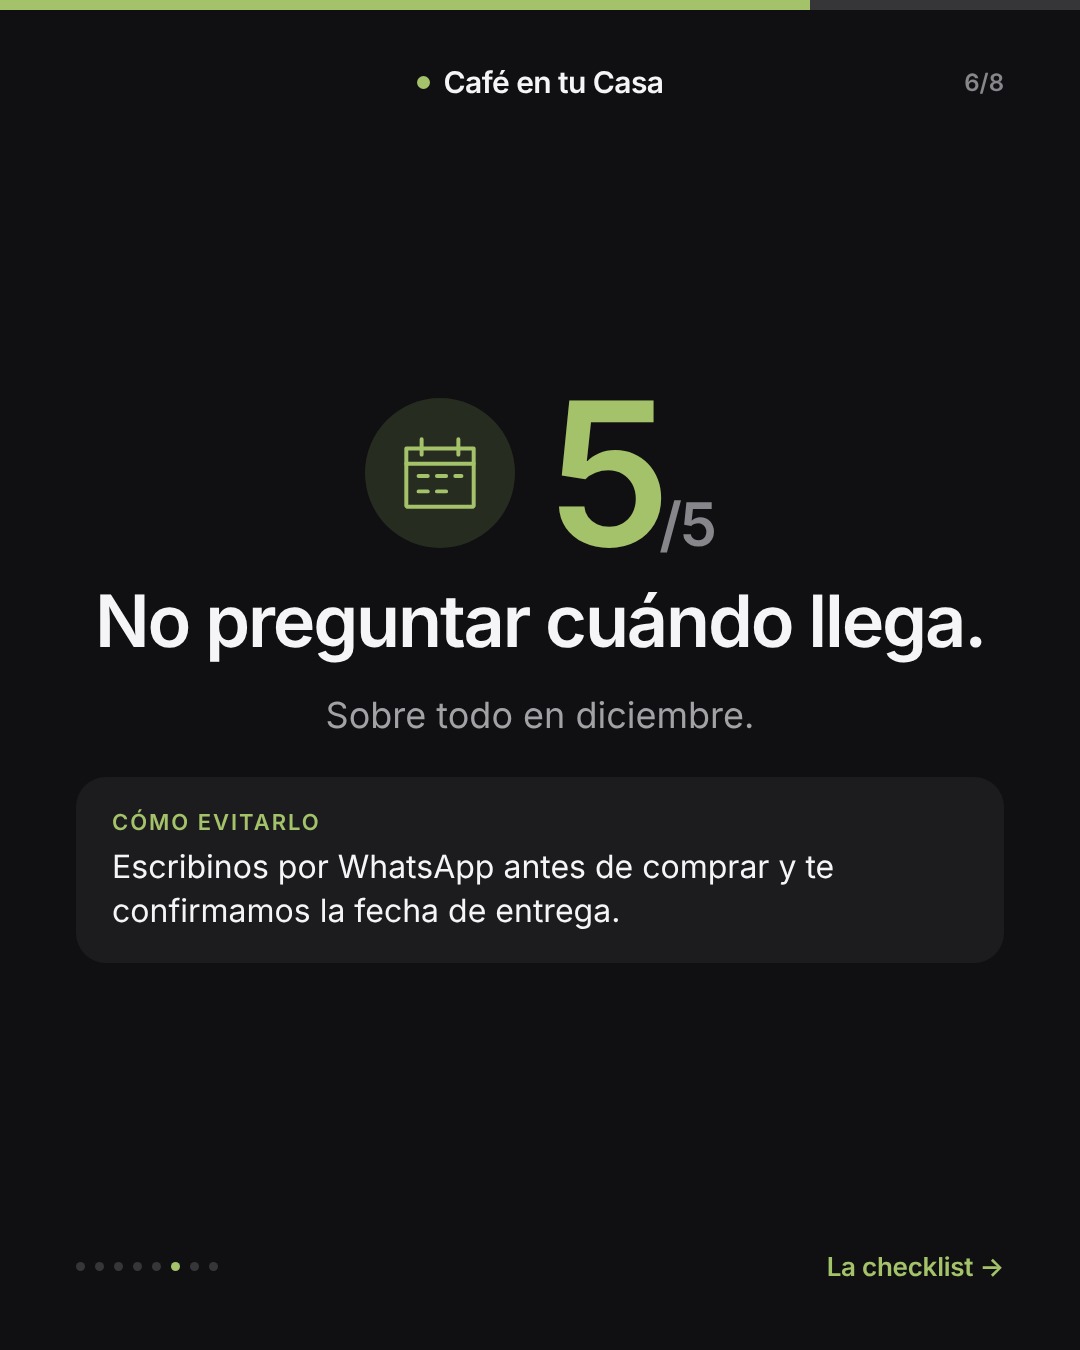 Café en tu Casa
6/8
5/5
No preguntar cuándo llega.
Sobre todo en diciembre.
CÓMO EVITARLO
Escribinos por WhatsApp antes de comprar y te
confirmamos la fecha de entrega.
La checklist →